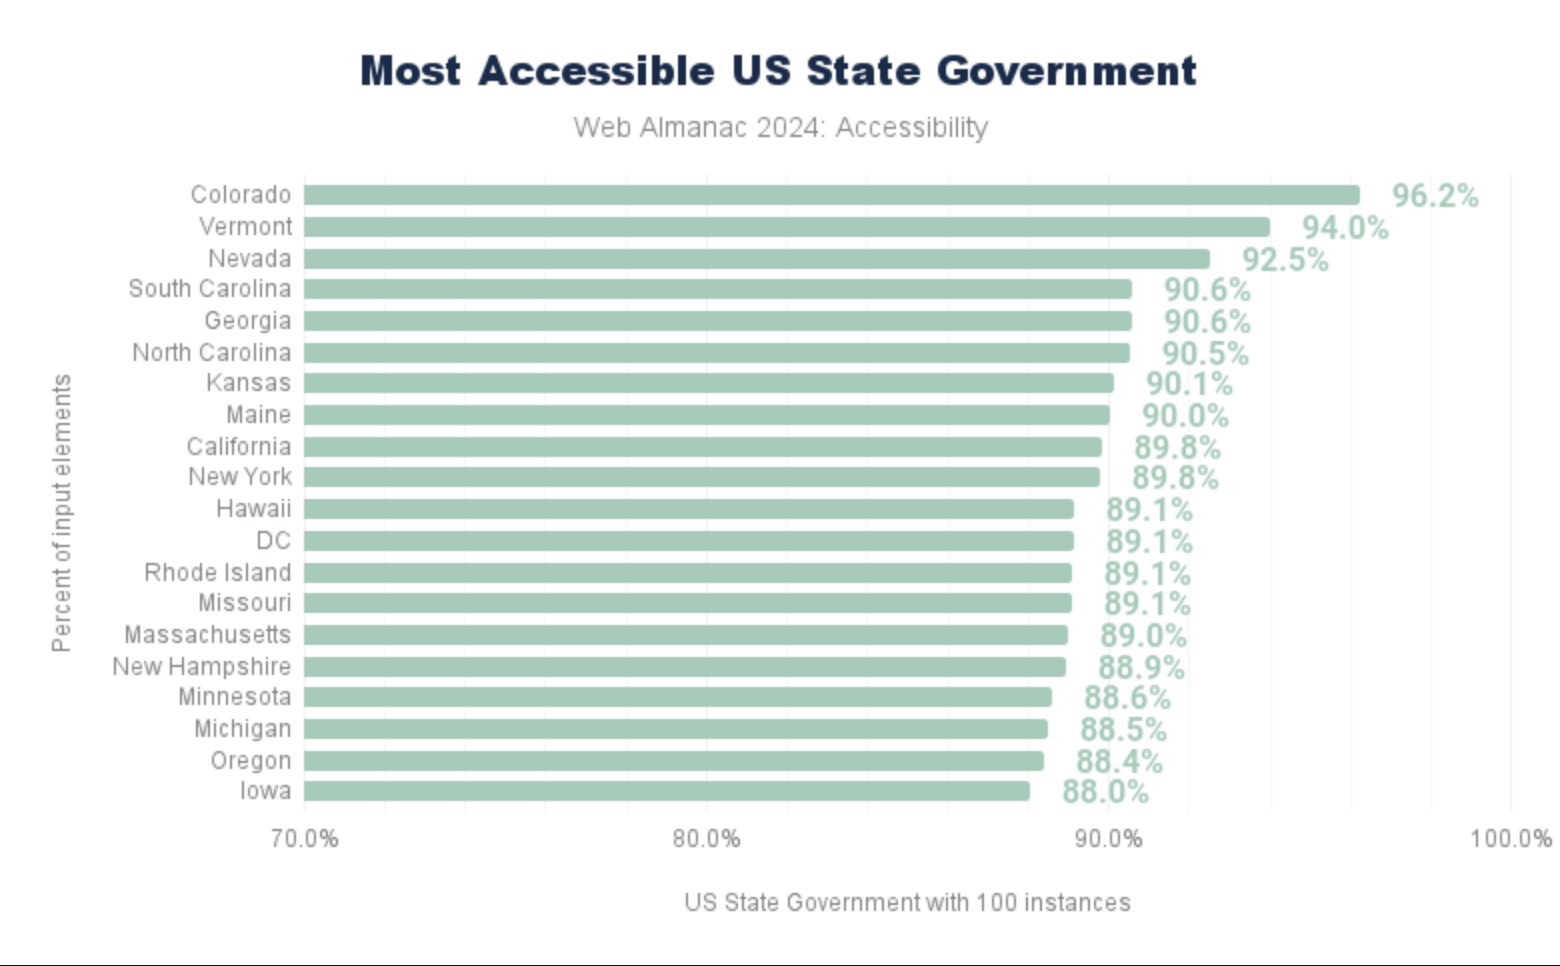 Most Accessible US State Government
Web Almanac 2024: Accessibility
Percent of input elements
Colorado 96.2%
Vermont 94.0%
Nevada 92.5%
South Carolina 90.6%
Georgia 90.6%
North Carolina 90.5%
Kansas 90.1%
Maine 90.0%
California 89.8%
New York 89.8%
Hawaii 89.1%
DC 89.1%
Rhode Island 89.1%
Missouri 89.1%
Massachusetts 89.0%
New Hampshire 88.9%
Minnesota 88.6%
Michigan 88.5%
Oregon 88.4%
Iowa 88.0%
70.0% 80.0% 90.0% 100.0%
US State Government with 100 instances